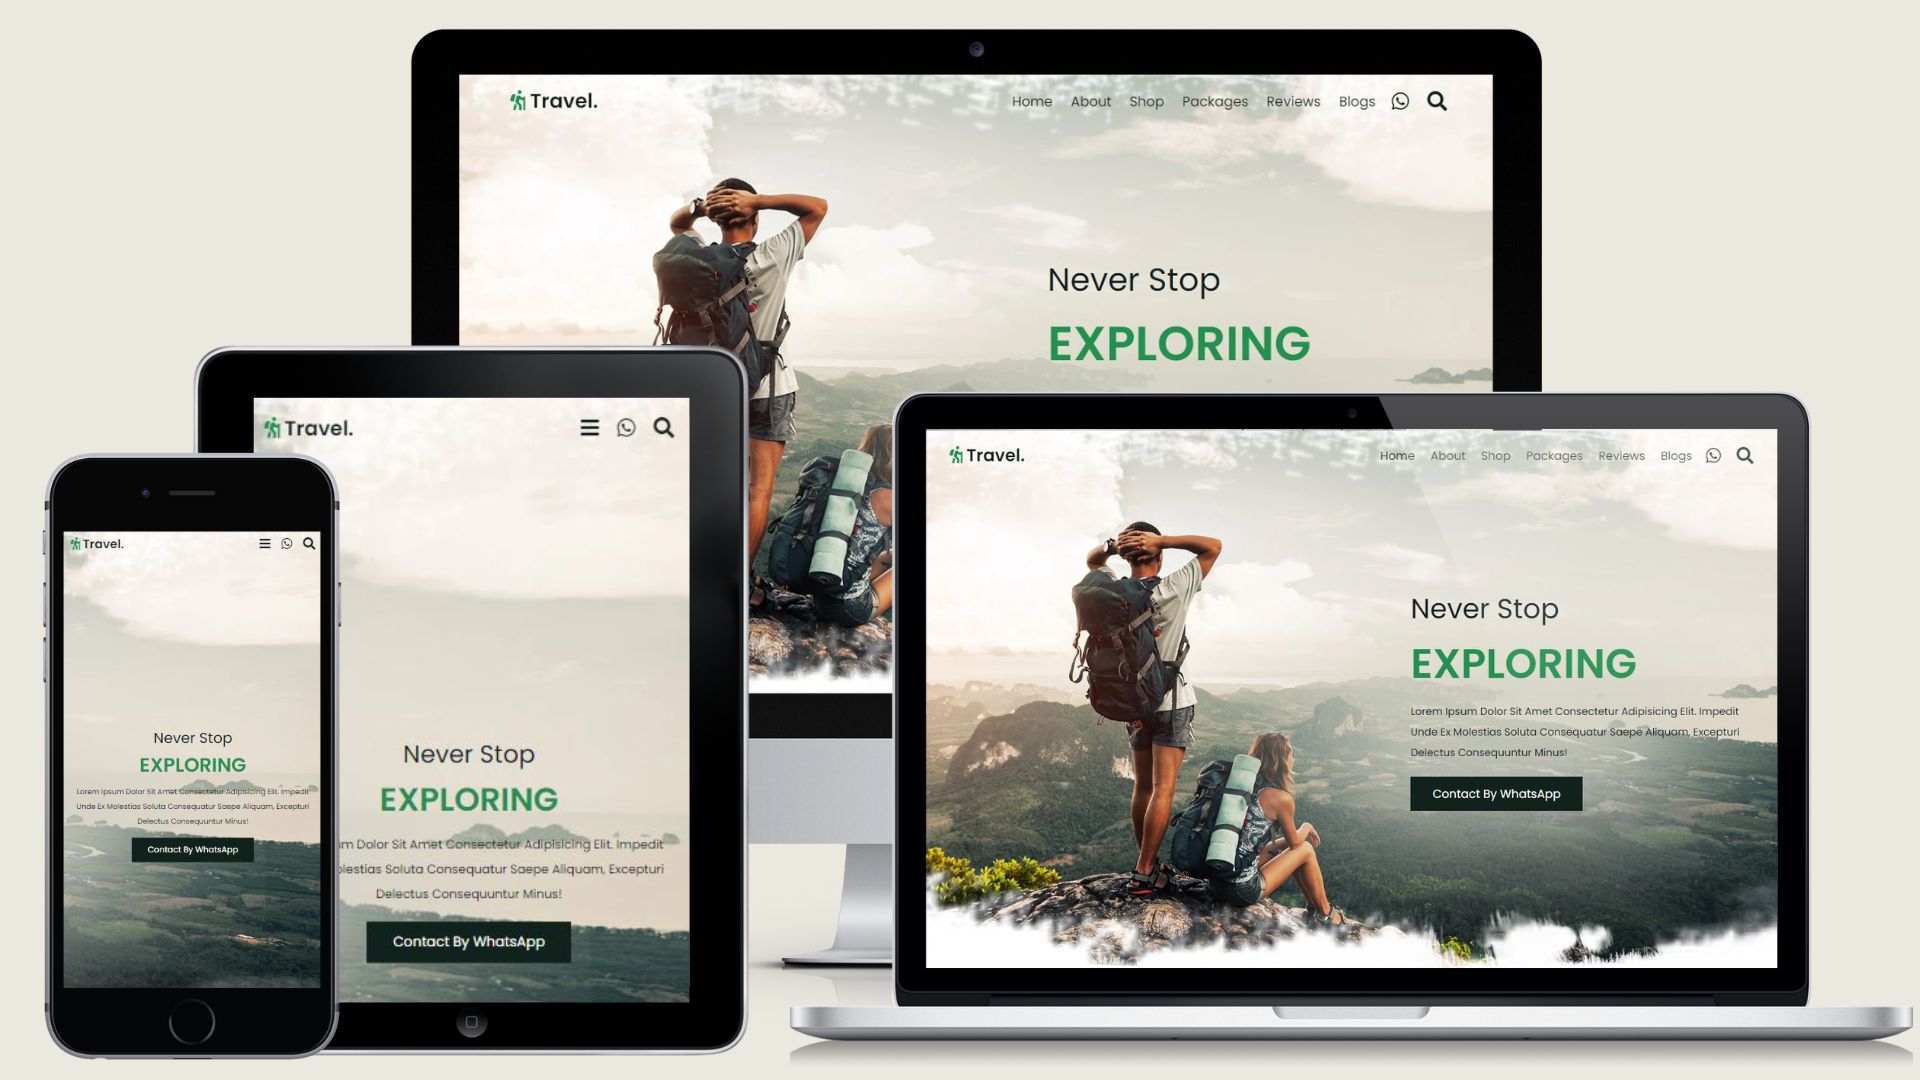 Travel.
Home About Shop Packages Reviews Blogs
Never Stop
EXPLORING
Travel.
Never Stop
EXPLORING
m Dolor Sit Amet Consectetur Adipisicing Elit. Impedit
olestias Soluta Consequatur Saepe Aliquam, Excepturi
Delectus Consequuntur Minus!
Contact By WhatsApp
Travel.
Never Stop
EXPLORING
Lorem Ipsum Dolor Sit Amet Consectetur Adipisicing Elit. Impedit
Unde Ex Molestias Soluta Consequatur Saepe Aliquam, Excepturi
Delectus Consequuntur Minus!
Contact By WhatsApp
Travel.
Home About Shop Packages Reviews Blogs
Never Stop
EXPLORING
Lorem Ipsum Dolor Sit Amet Consectetur Adipisicing Elit. Impedit
Unde Ex Molestias Soluta Consequatur Saepe Aliquam, Excepturi
Delectus Consequuntur Minus!
Contact By WhatsApp